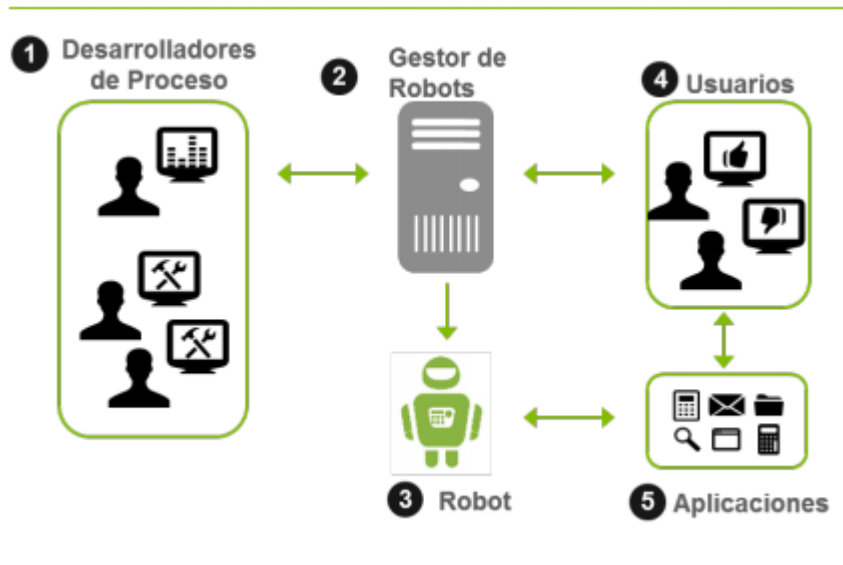 1 Desarrolladores
de Proceso
2 Gestor de
Robots
4 Usuarios
3 Robot
5 Aplicaciones